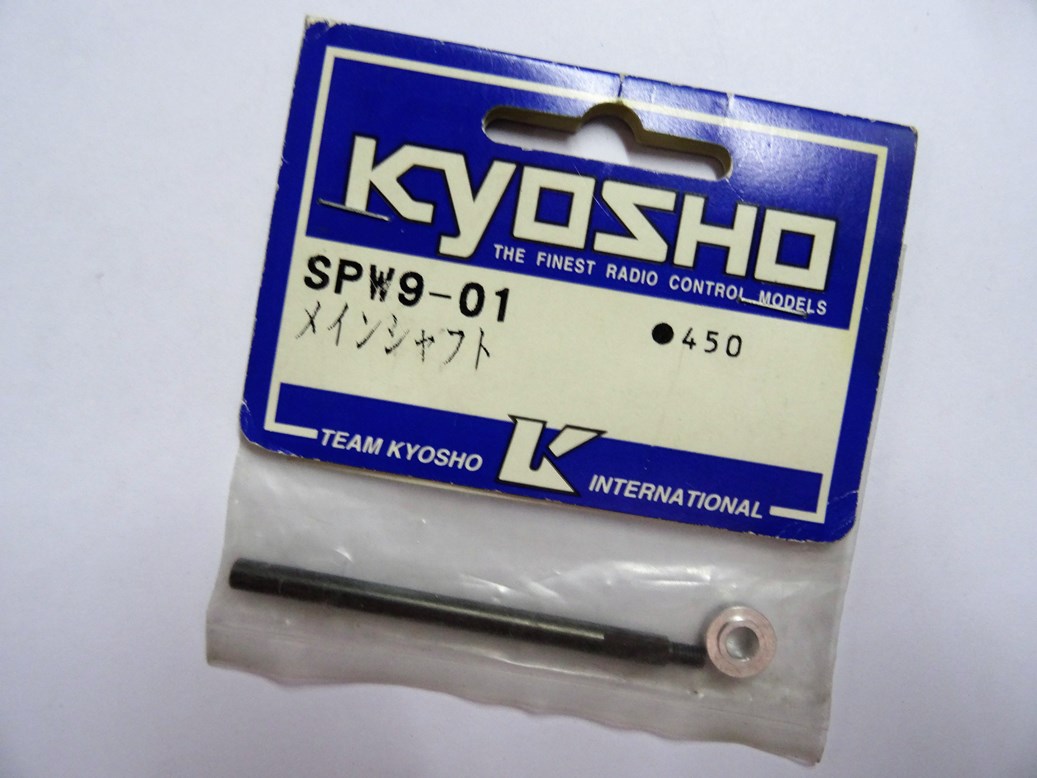 KYOSHO
THE FINEST RADIO CONTROL MODELS
SPW9-01
メインシャフト
●450
TEAM KYOSHO
INTERNATIONAL